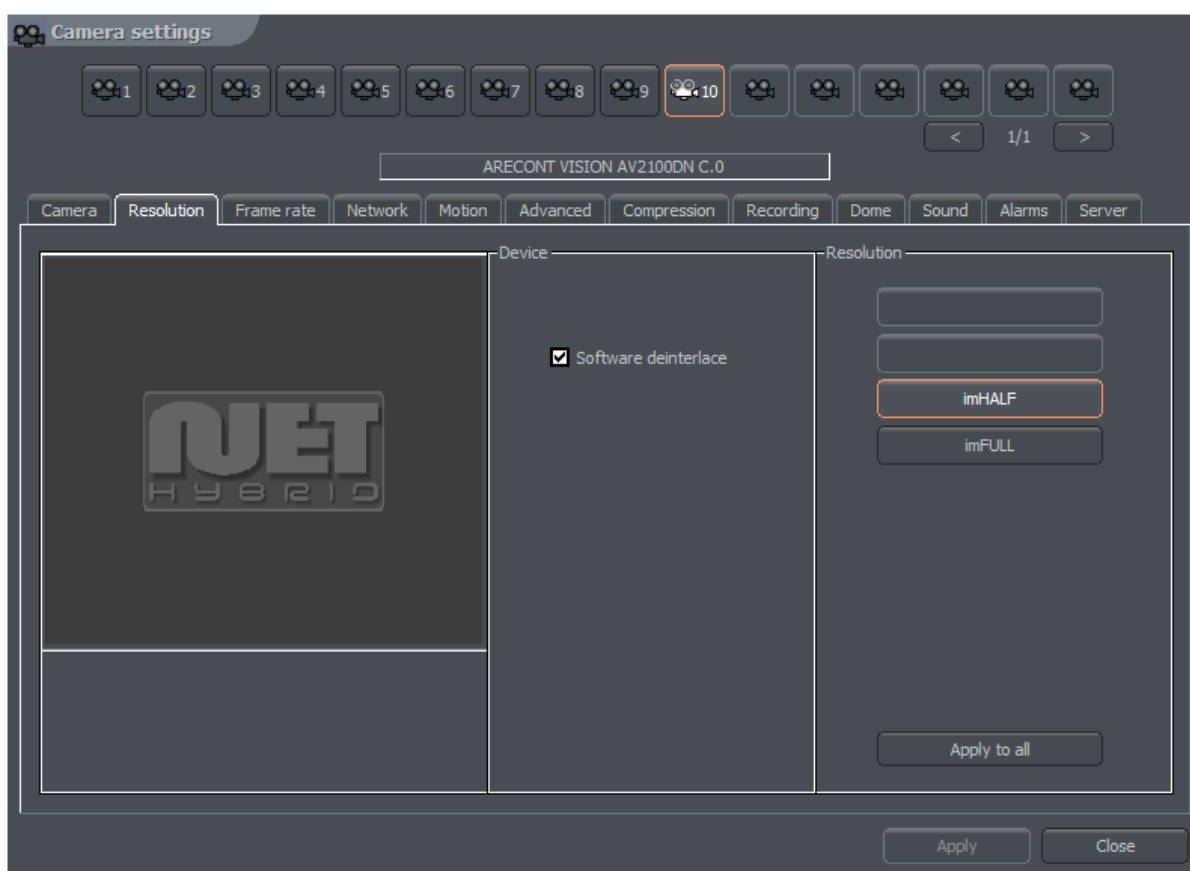 Camera settings
1 2 3 4 5 6 7 8 9 10
< 1/1 >
ARECONT VISION AV2100DN C.0
Camera Resolution Frame rate Network Motion Advanced Compression Recording Dome Sound Alarms Server
Device
Resolution
Software deinterlace
imHALF
imFULL
NET
HYBRID
Apply to all
Apply Close